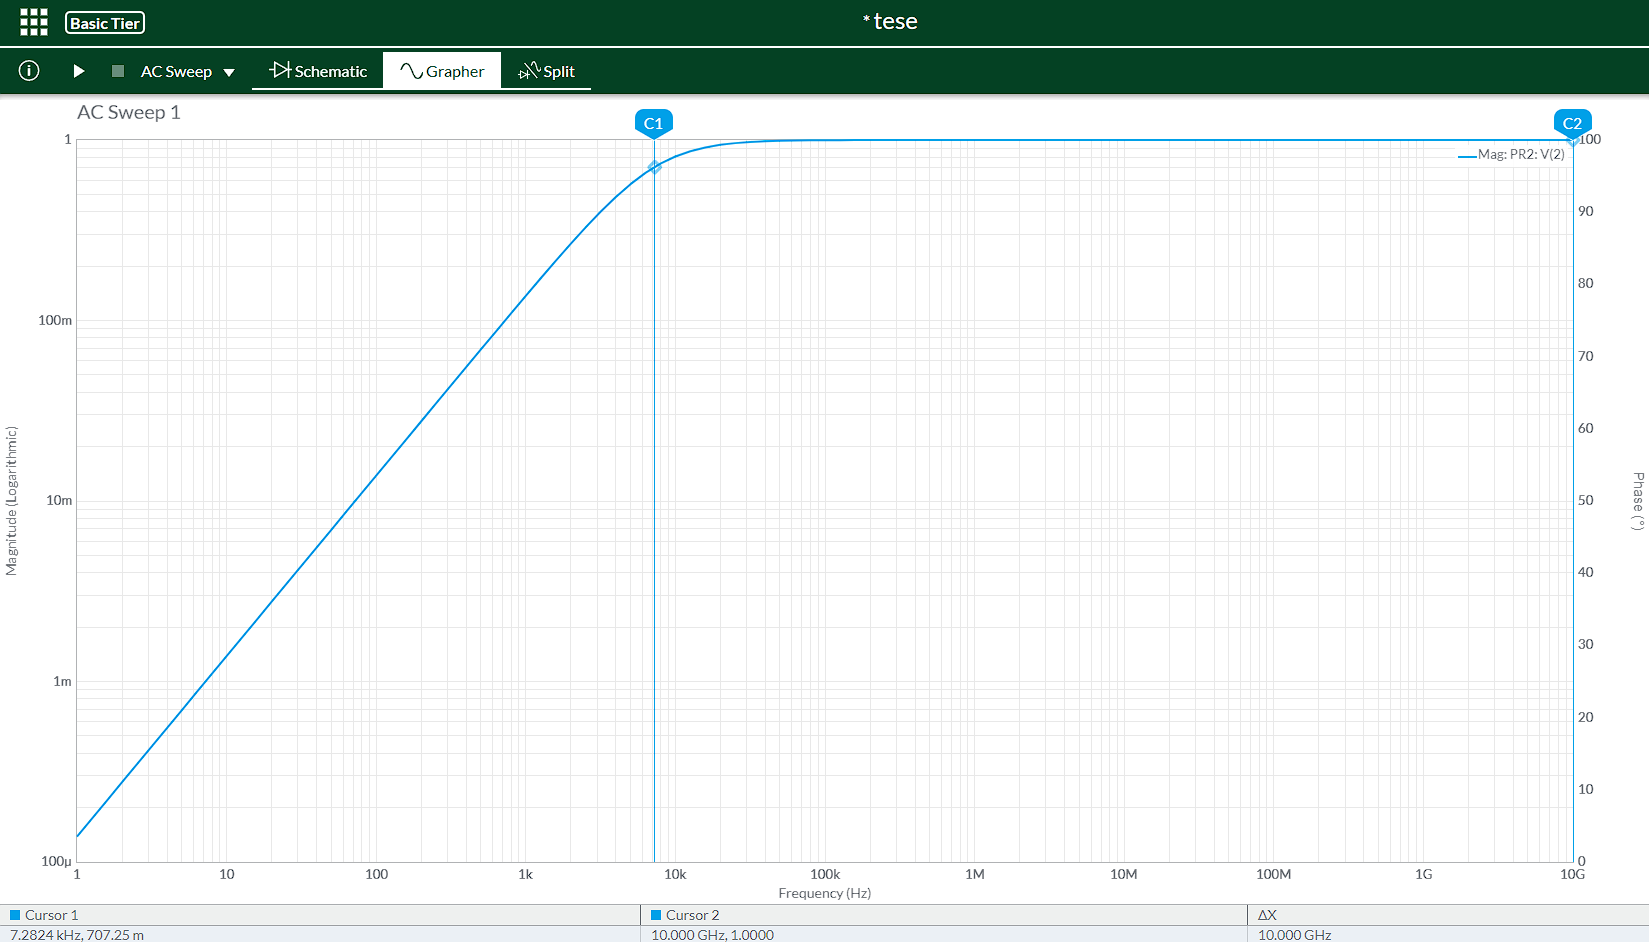 Basic Tier
* tese
AC Sweep
Schematic
Grapher
Split
AC Sweep 1
C1
C2
Mag: PR2: V(2)
1
100m
10m
1m
100µ
Magnitude (Logarithmic)
100
90
80
70
60
50
40
30
20
10
0
Phase (°)
1
10
100
1k
10k
100k
1M
10M
100M
1G
10G
Frequency (Hz)
Cursor 1
Cursor 2
ΔX
7.2824 kHz, 707.25 m
10.000 GHz, 1.0000
10.000 GHz